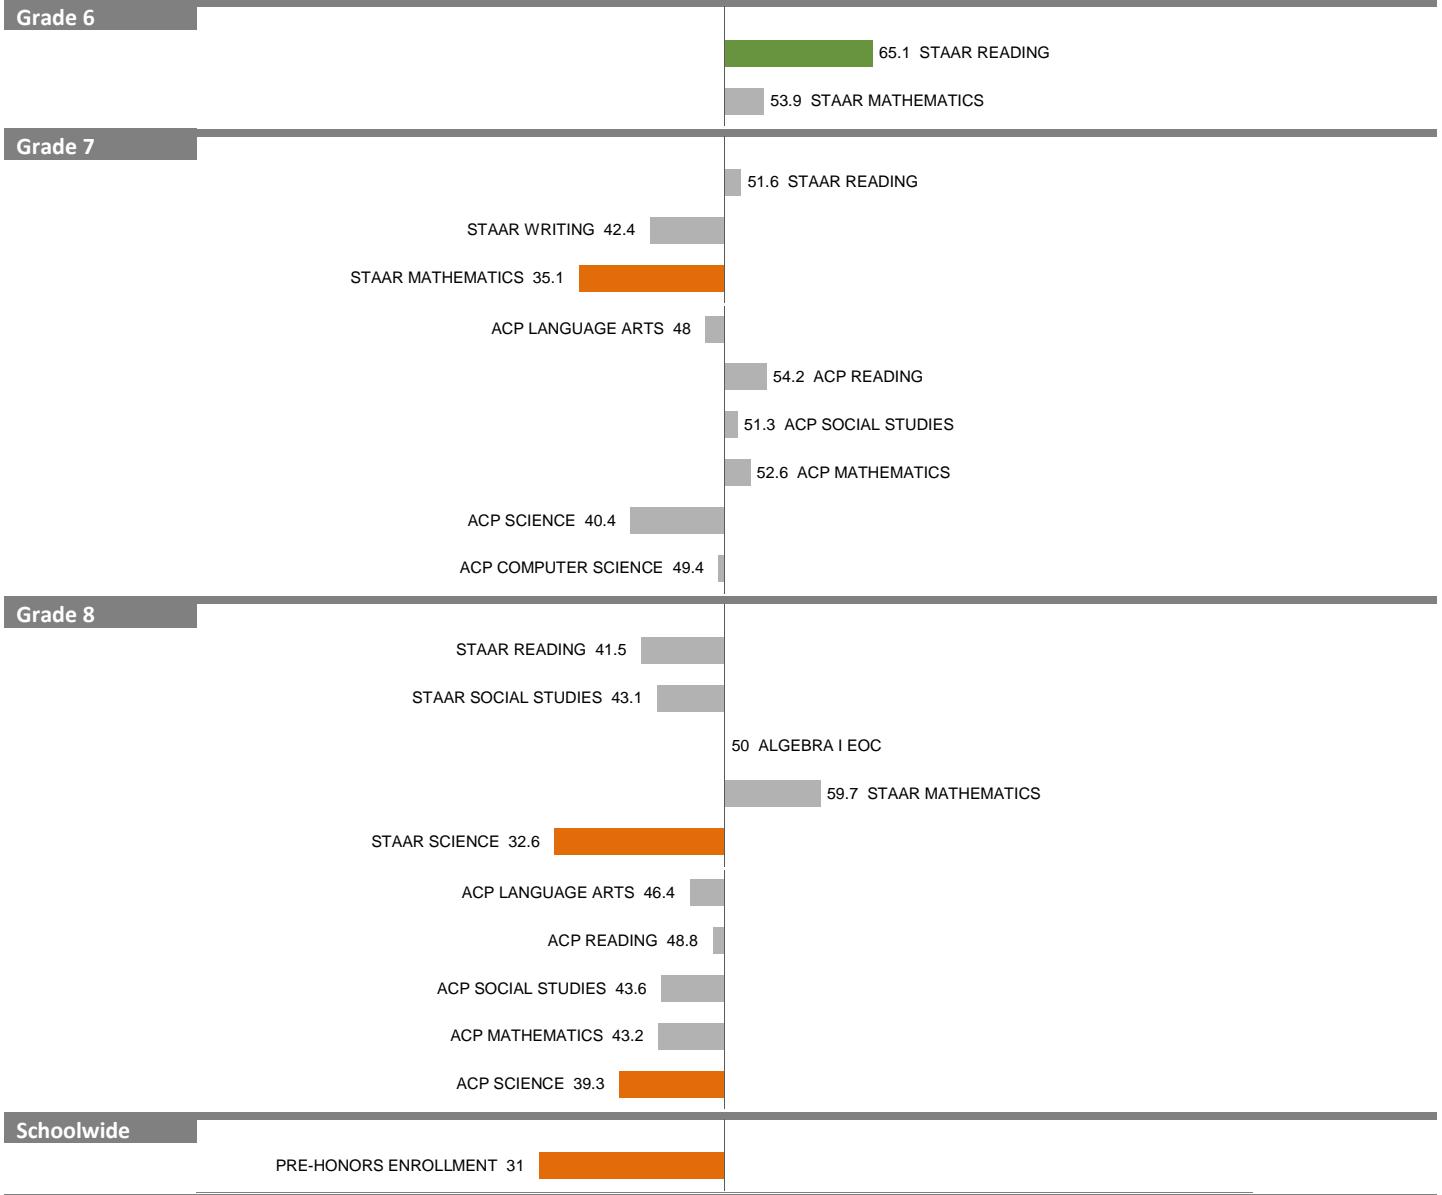 Grade 6
65.1 STAAR READING
53.9 STAAR MATHEMATICS
Grade 7
51.6 STAAR READING
STAAR WRITING 42.4
STAAR MATHEMATICS 35.1
ACP LANGUAGE ARTS 48
54.2 ACP READING
51.3 ACP SOCIAL STUDIES
52.6 ACP MATHEMATICS
ACP SCIENCE 40.4
ACP COMPUTER SCIENCE 49.4
Grade 8
STAAR READING 41.5
STAAR SOCIAL STUDIES 43.1
50 ALGEBRA I EOC
59.7 STAAR MATHEMATICS
STAAR SCIENCE 32.6
ACP LANGUAGE ARTS 46.4
ACP READING 48.8
ACP SOCIAL STUDIES 43.6
ACP MATHEMATICS 43.2
ACP SCIENCE 39.3
Schoolwide
PRE-HONORS ENROLLMENT 31